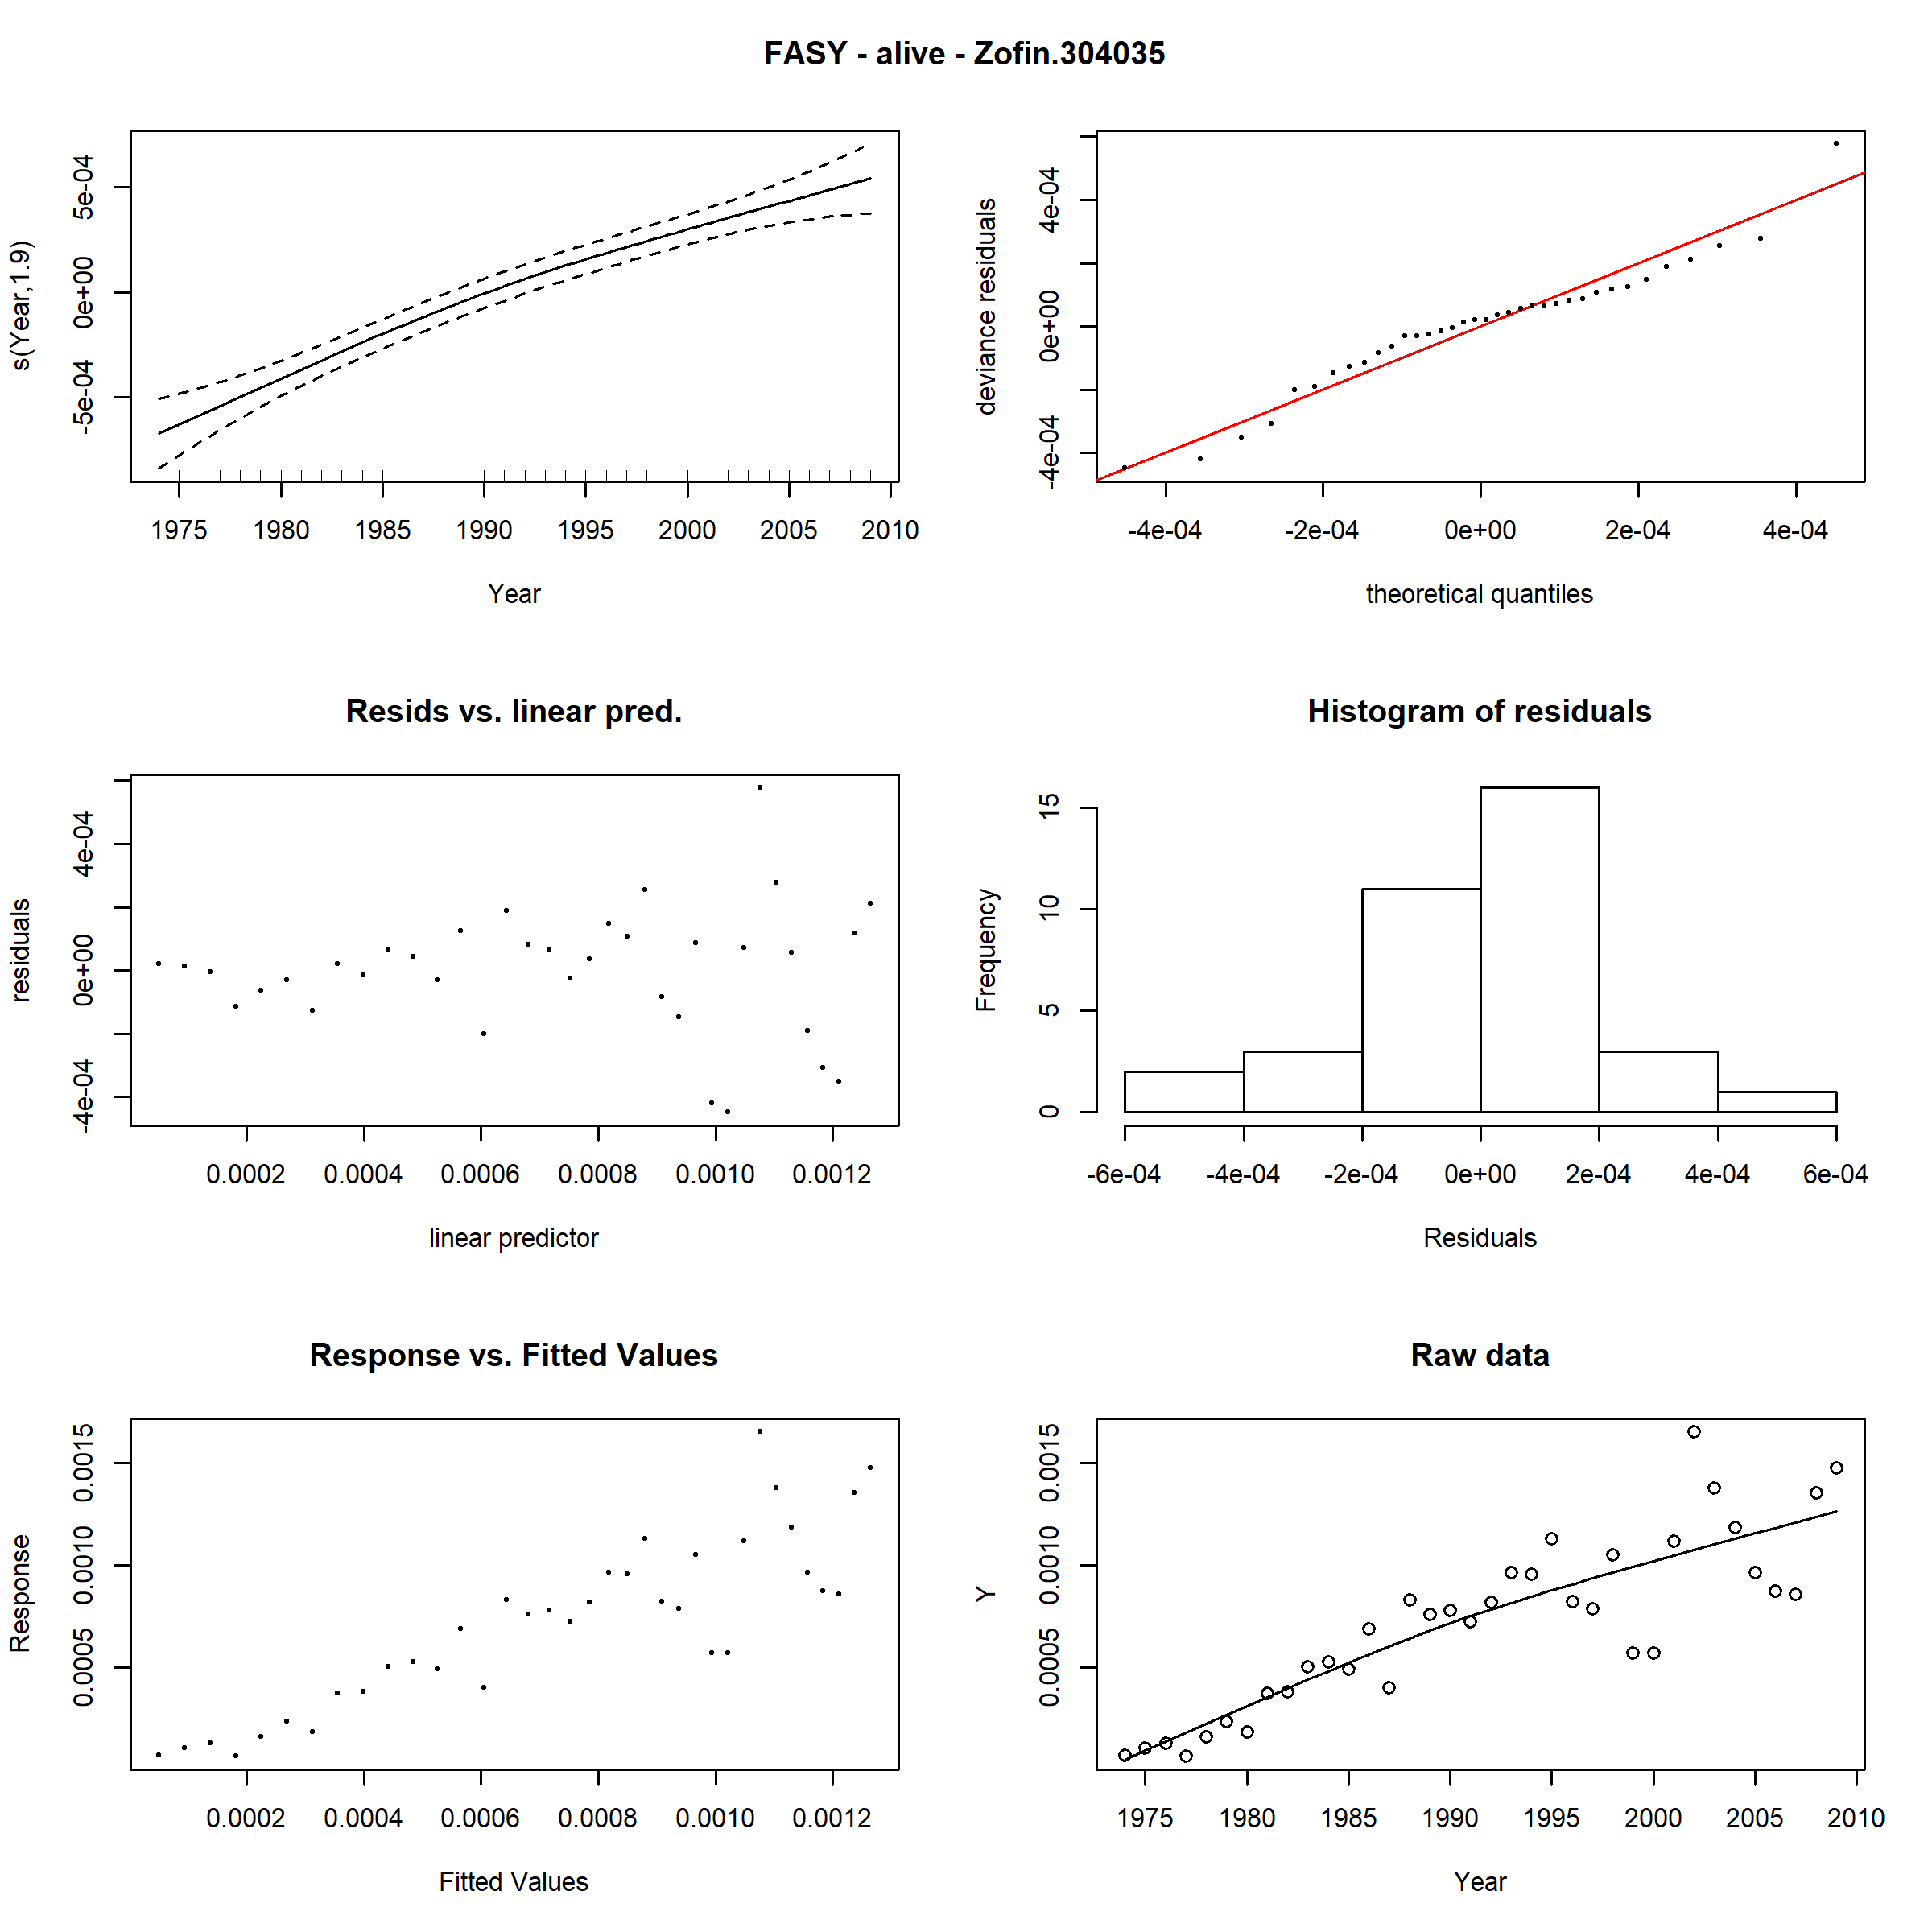 FASY - alive - Zofin.304035
s(Year,1.9)
5e-04
0e+00
-5e-04
1975 1980 1985 1990 1995 2000 2005 2010
Year
deviance residuals
4e-04
0e+00
-4e-04
-4e-04 -2e-04 0e+00 2e-04 4e-04
theoretical quantiles
Resids vs. linear pred.
residuals
4e-04
0e+00
-4e-04
0.0002 0.0004 0.0006 0.0008 0.0010 0.0012
linear predictor
Histogram of residuals
Frequency
15
10
5
0
-6e-04 -4e-04 -2e-04 0e+00 2e-04 4e-04 6e-04
Residuals
Response vs. Fitted Values
Response
0.0015
0.0010
0.0005
0.0002 0.0004 0.0006 0.0008 0.0010 0.0012
Fitted Values
Raw data
Y
0.0015
0.0010
0.0005
1975 1980 1985 1990 1995 2000 2005 2010
Year